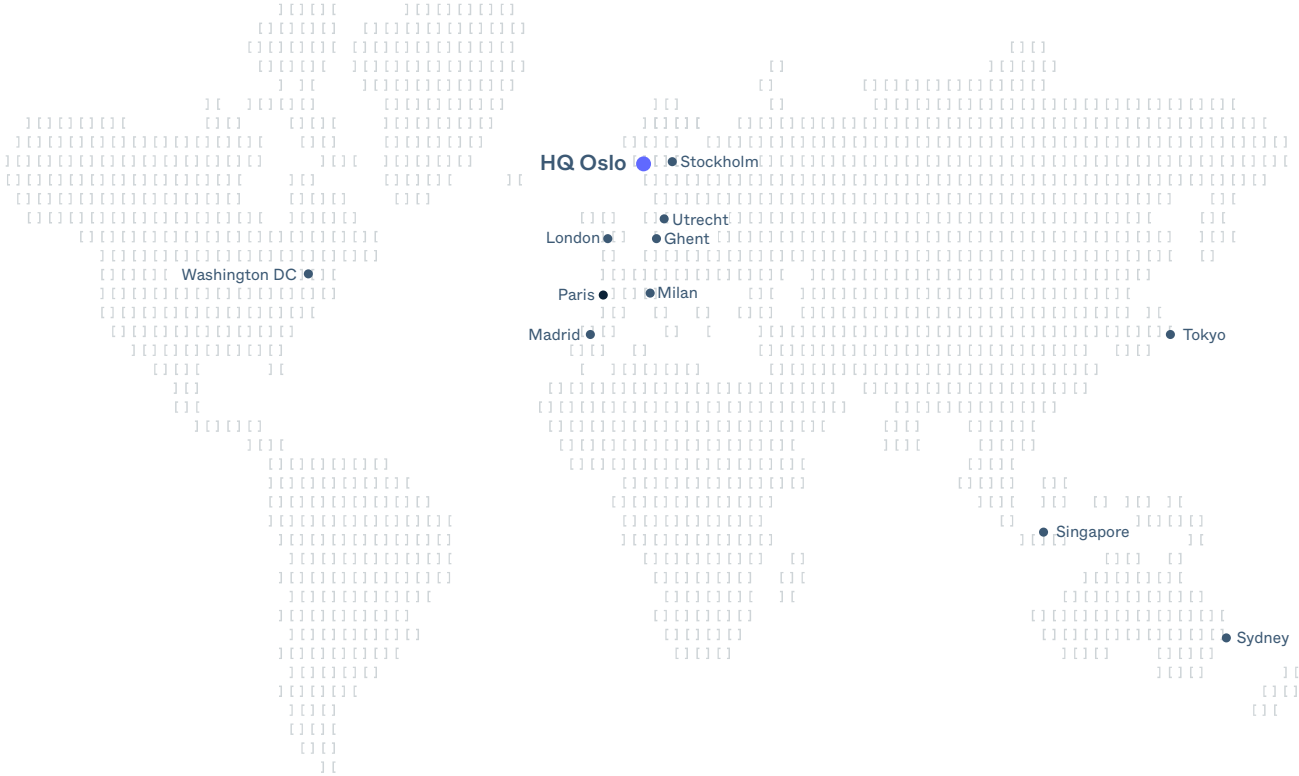 HQ Oslo
Stockholm
Utrecht
London
Ghent
Washington DC
Paris
Milan
Madrid
Tokyo
Singapore
Sydney